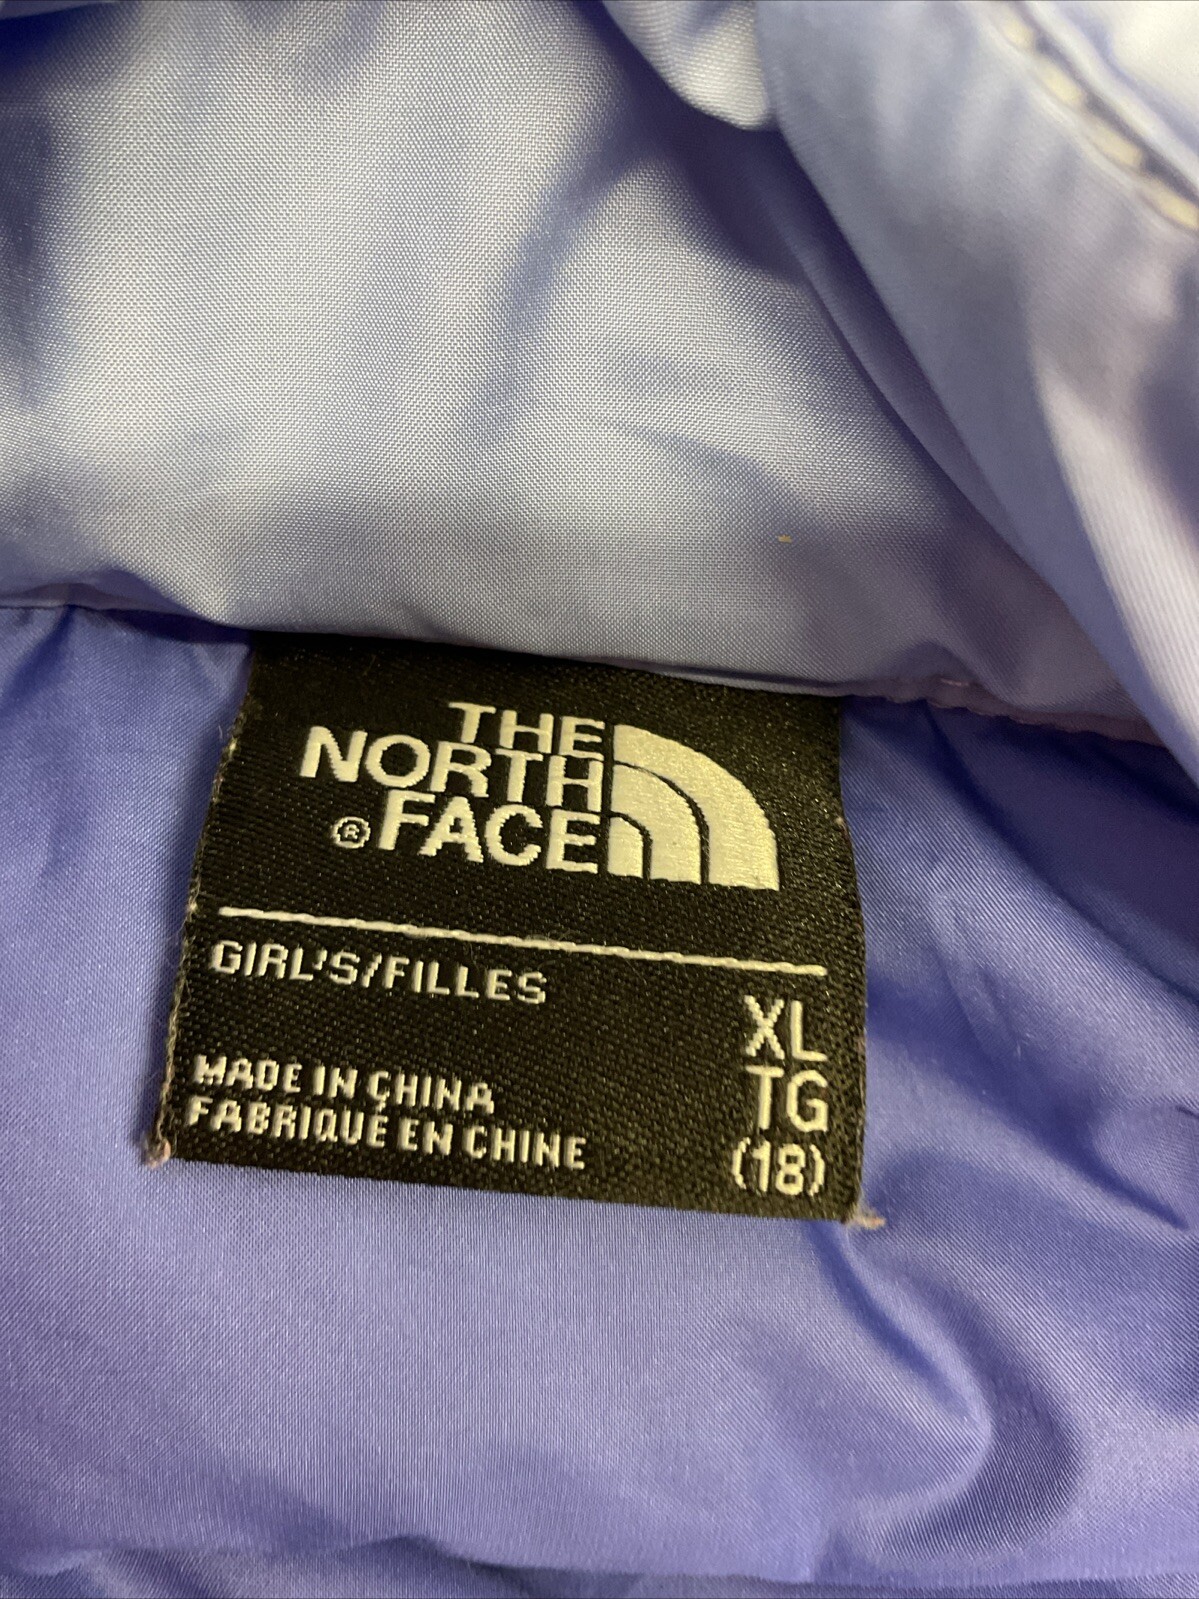 THE
NORTH
® FACE
GIRL'S/FILLES
XL
TG
(18)
MADE IN CHINA
FABRIQUÉ EN CHINE